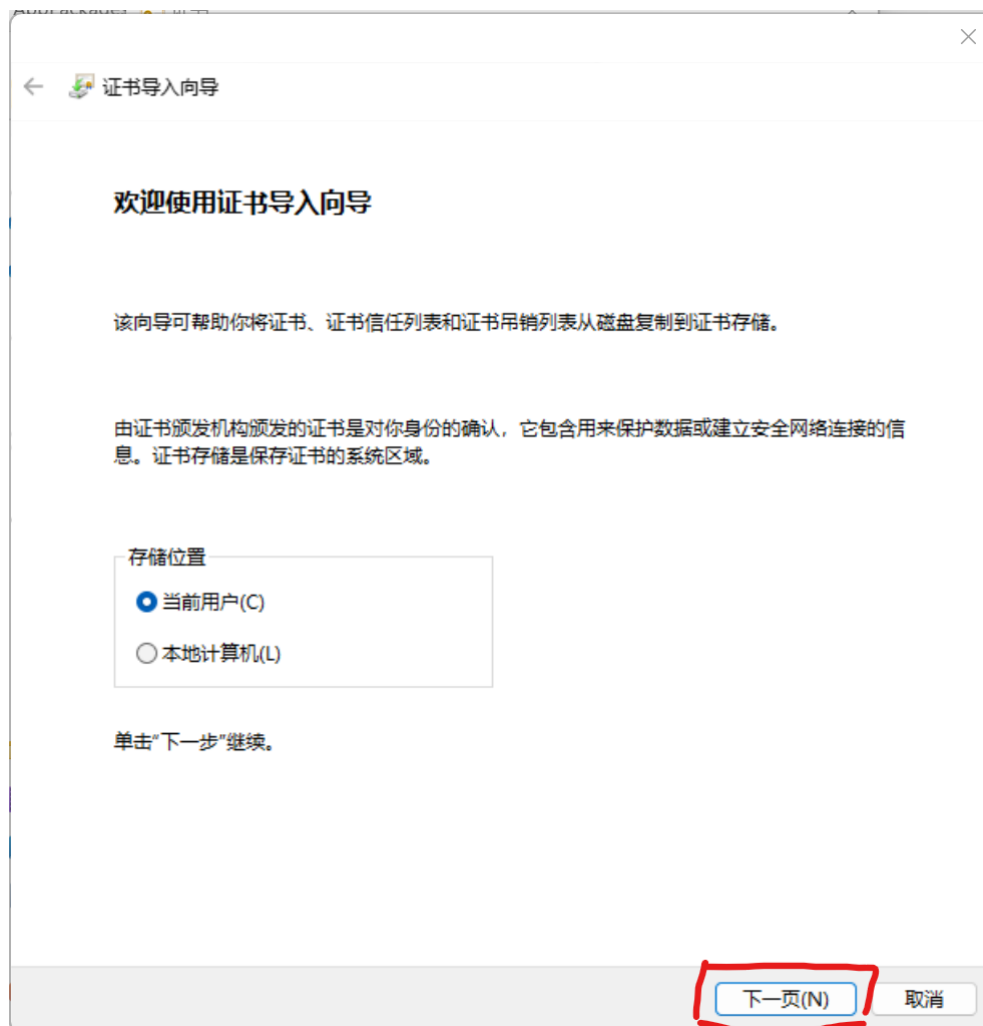 证书导入向导
欢迎使用证书导入向导
该向导可帮助你将证书、证书信任列表和证书吊销列表从磁盘复制到证书存储。
由证书颁发机构颁发的证书是对你身份的确认，它包含用来保护数据或建立安全网络连接的信
息。证书存储是保存证书的系统区域。
存储位置
当前用户(C)
本地计算机(L)
单击“下一步”继续。
下一页(N)
取消